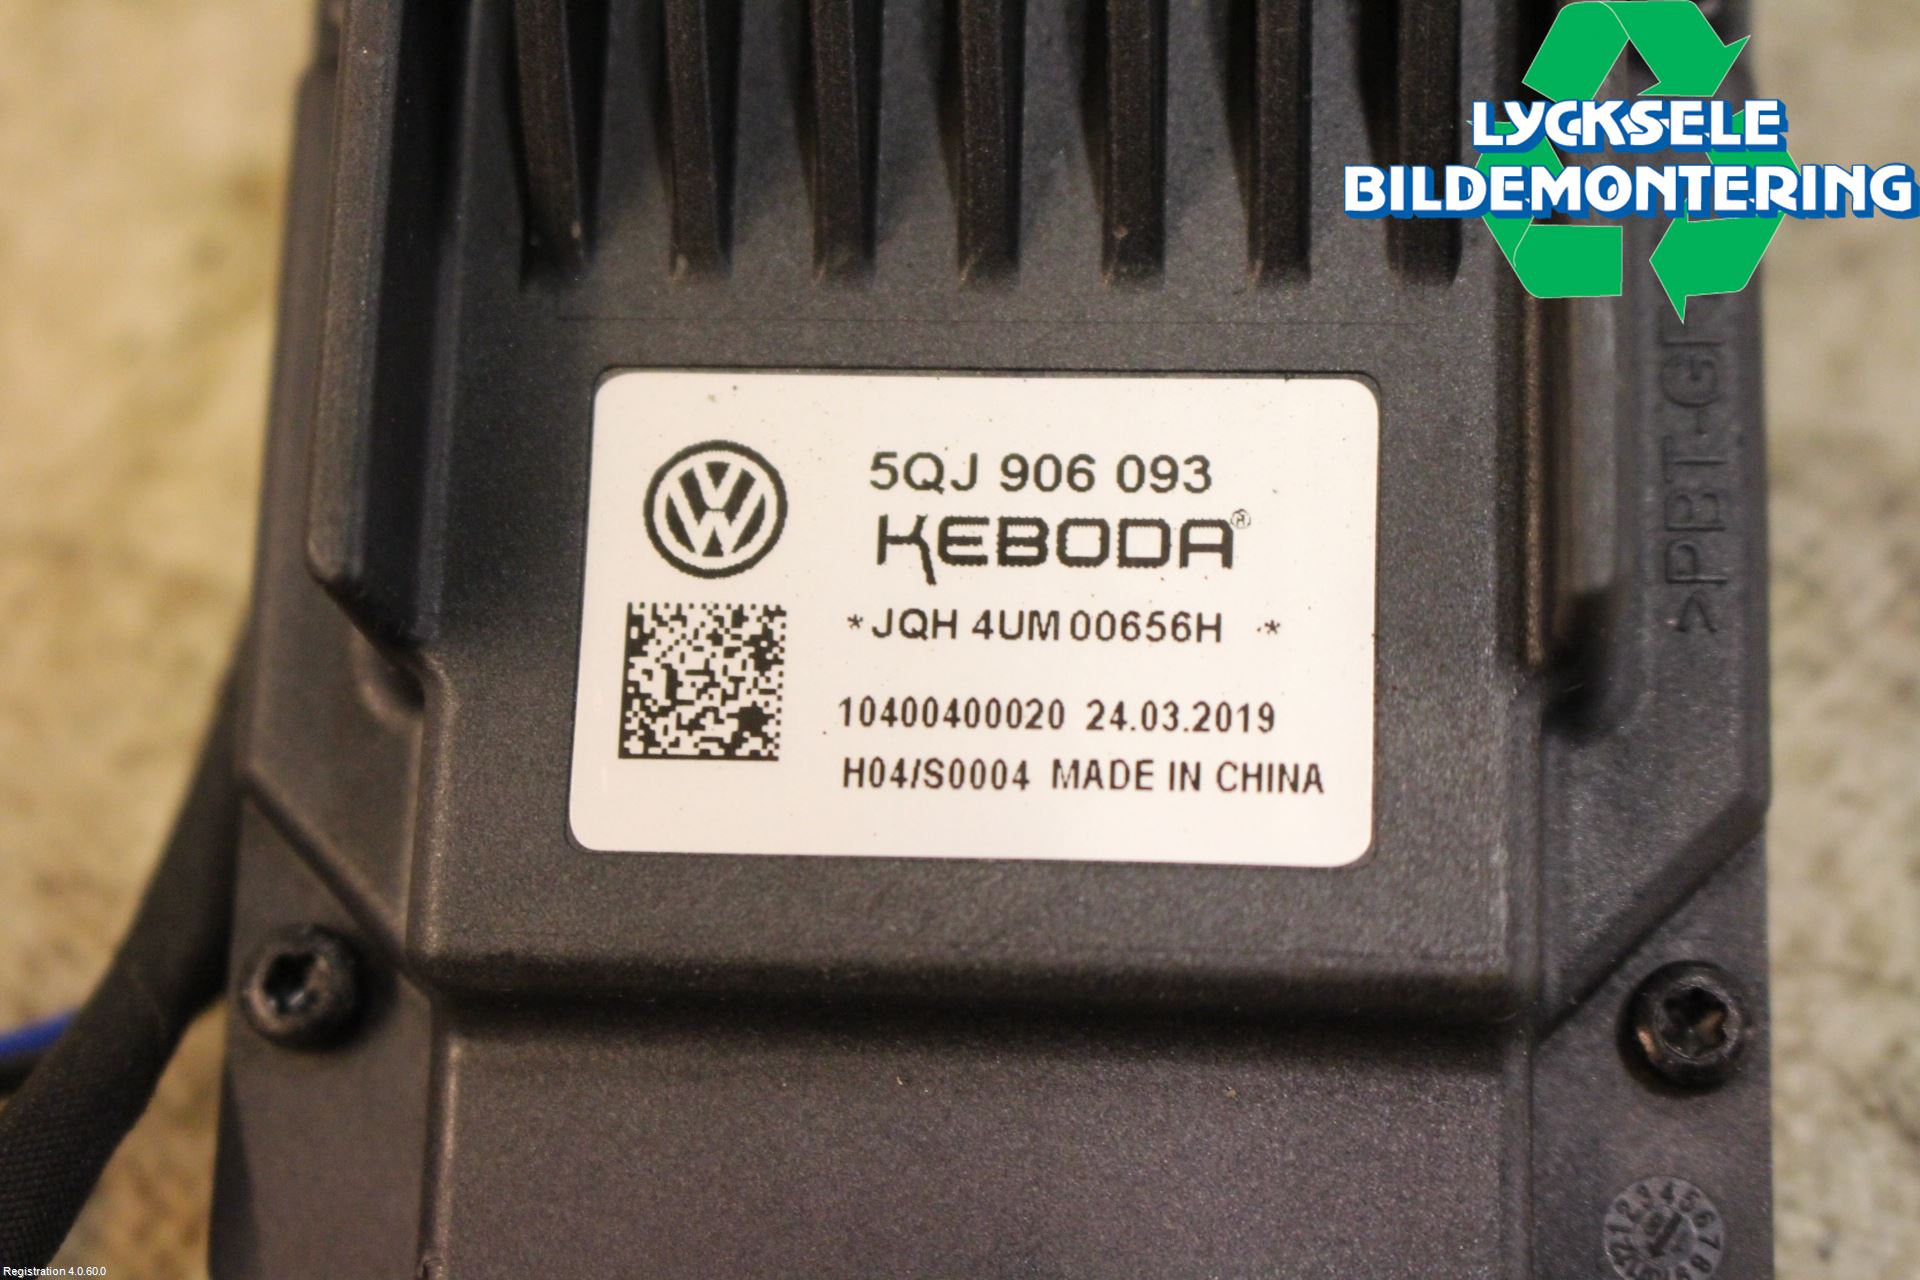 LYCKSELE
BILDEMONTERING
5QJ 906 093
KEBODA®
*JQH 4UM 00656H *
10400400020 24.03.2019
H04/S0004 MADE IN CHINA
>PBT-GF
Registration 4.0.60.0